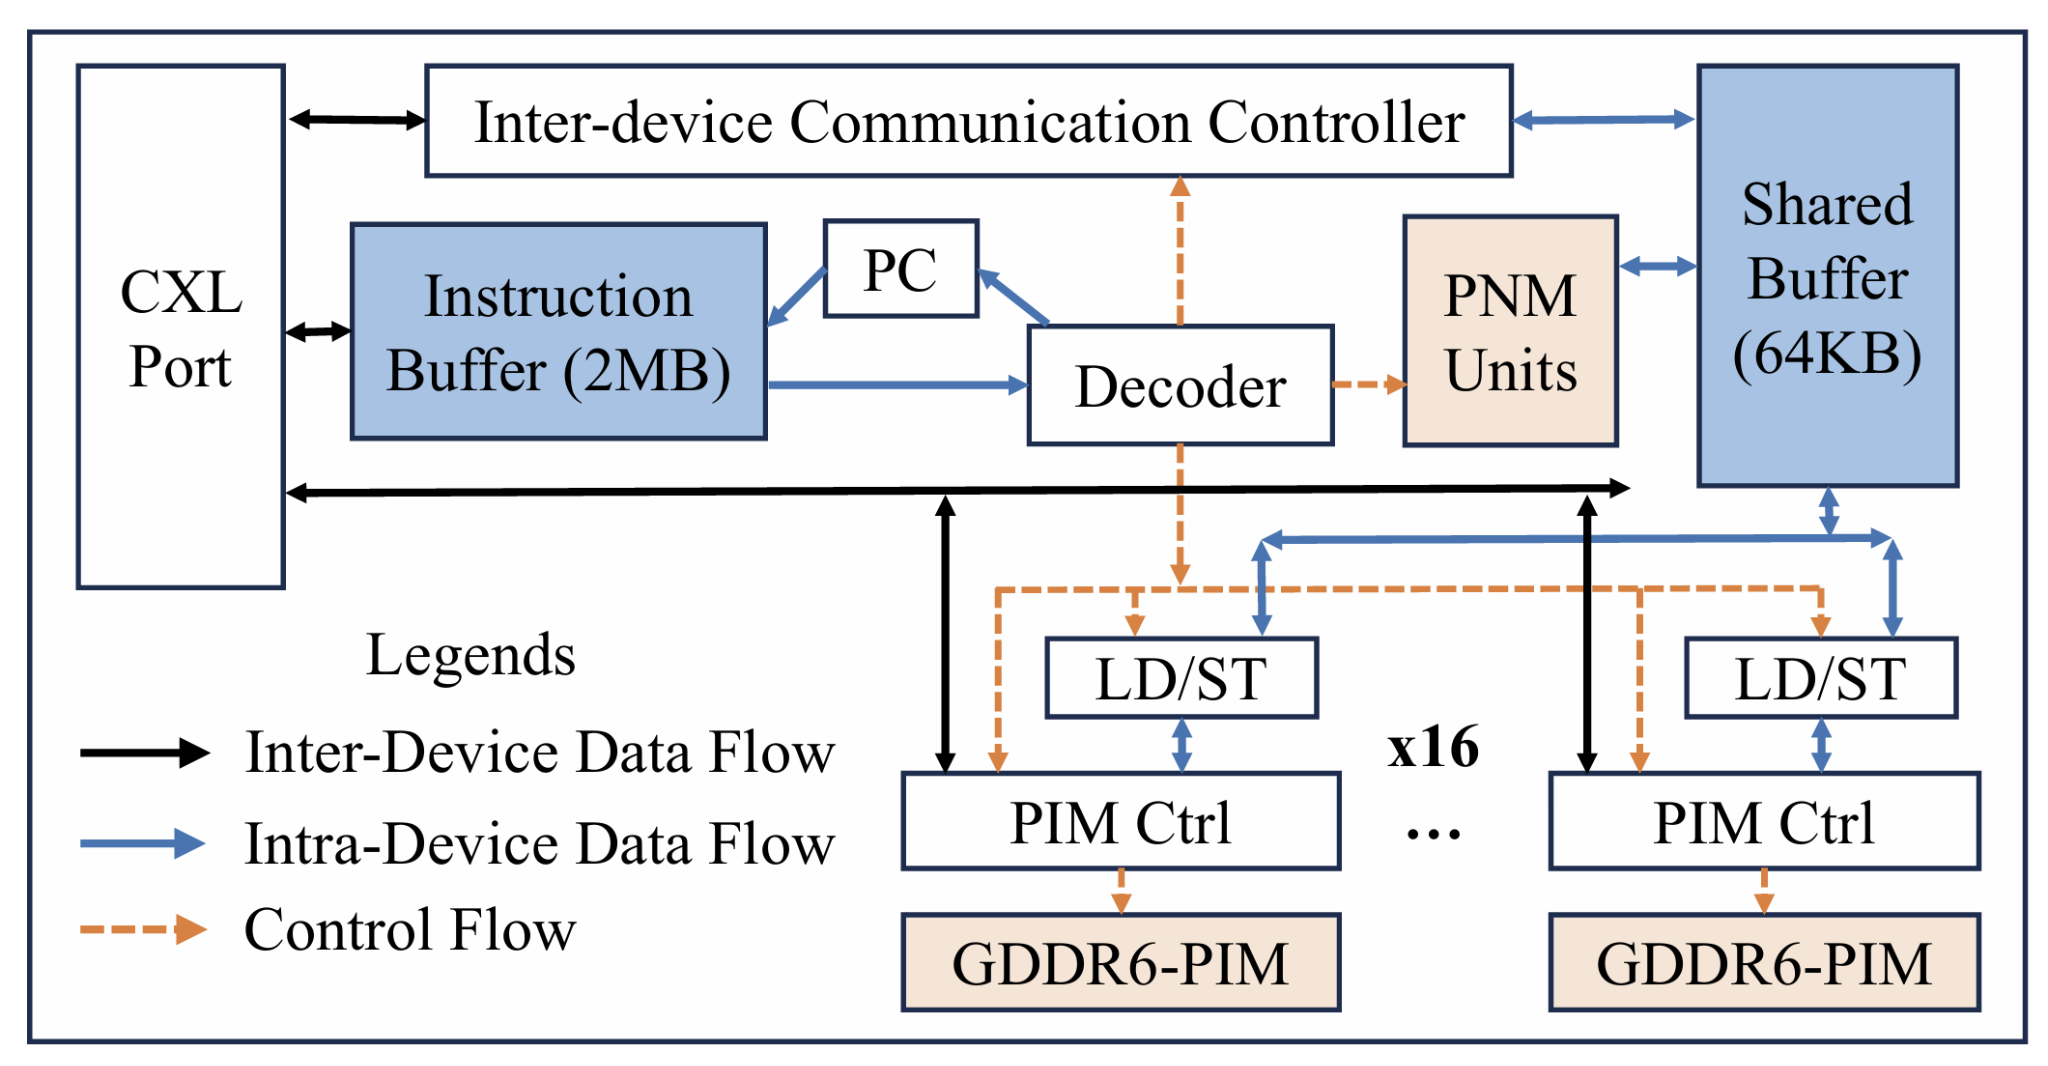 Inter-device Communication Controller
CXL
Port
Instruction
Buffer (2MB)
PC
Decoder
PNM
Units
Shared
Buffer
(64KB)
Legends
Inter-Device Data Flow
Intra-Device Data Flow
Control Flow
LD/ST
PIM Ctrl
GDDR6-PIM
x16
...
LD/ST
PIM Ctrl
GDDR6-PIM